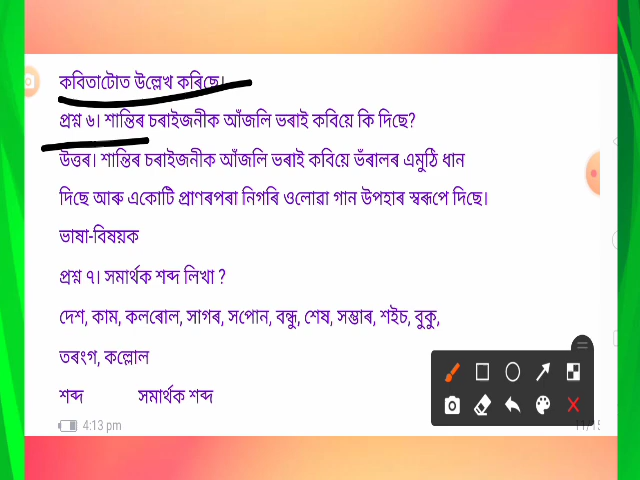 কবিতাটোত উল্লেখ কৰিছে।
প্ৰশ্ন ৬। শান্তিৰ চৰাইজনীক আঁজলি ভৰাই কবিয়ে কি দিছে?
উত্তৰ। শান্তিৰ চৰাইজনীক আঁজলি ভৰাই কবিয়ে ভঁৰালৰ এমুঠি ধান
দিছে আৰু একোটি প্ৰাণৰপৰা নিগৰি ওলোৱা গান উপহাৰ স্বৰূপে দিছে।
ভাষা-বিষয়ক
প্ৰশ্ন ৭। সমাৰ্থক শব্দ লিখা ?
দেশ, কাম, কলৰোল, সাগৰ, সপোন, বন্ধু, শেষ, সম্ভাৰ, শইচ, বুকু,
তৰংগ, কল্লোল
শব্দ সমাৰ্থক শব্দ
4:13 pm 11/15